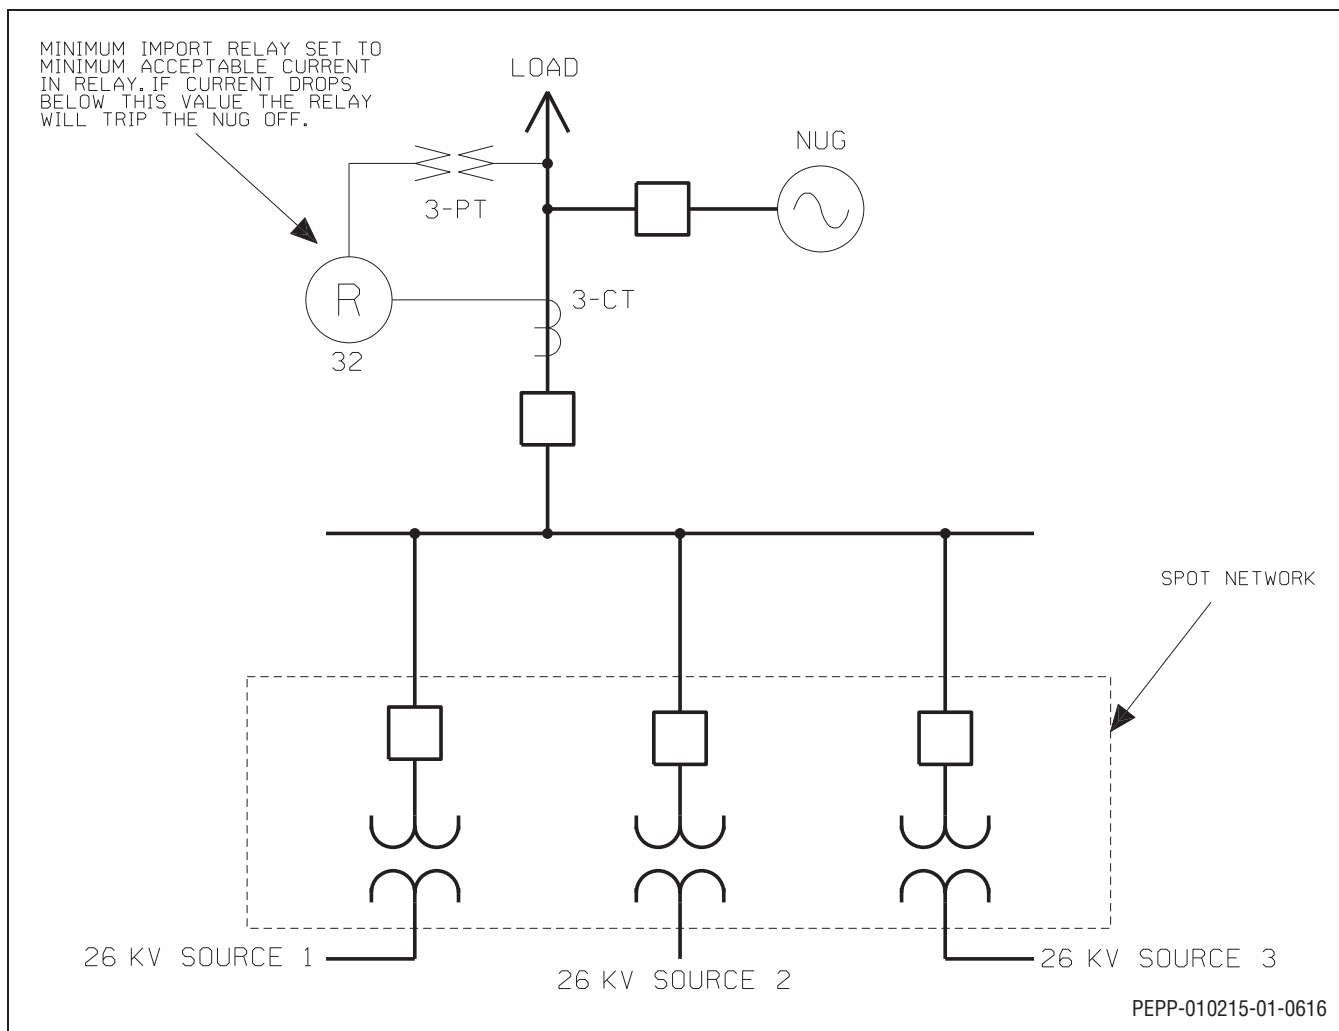 MINIMUM IMPORT RELAY SET TO
MINIMUM ACCEPTABLE CURRENT
IN RELAY. IF CURRENT DROPS
BELOW THIS VALUE THE RELAY
WILL TRIP THE NUG OFF.
LOAD
NUG
3-PT
R
3-CT
32
SPOT NETWORK
26 KV SOURCE 1
26 KV SOURCE 2
26 KV SOURCE 3
PEPP-010215-01-0616